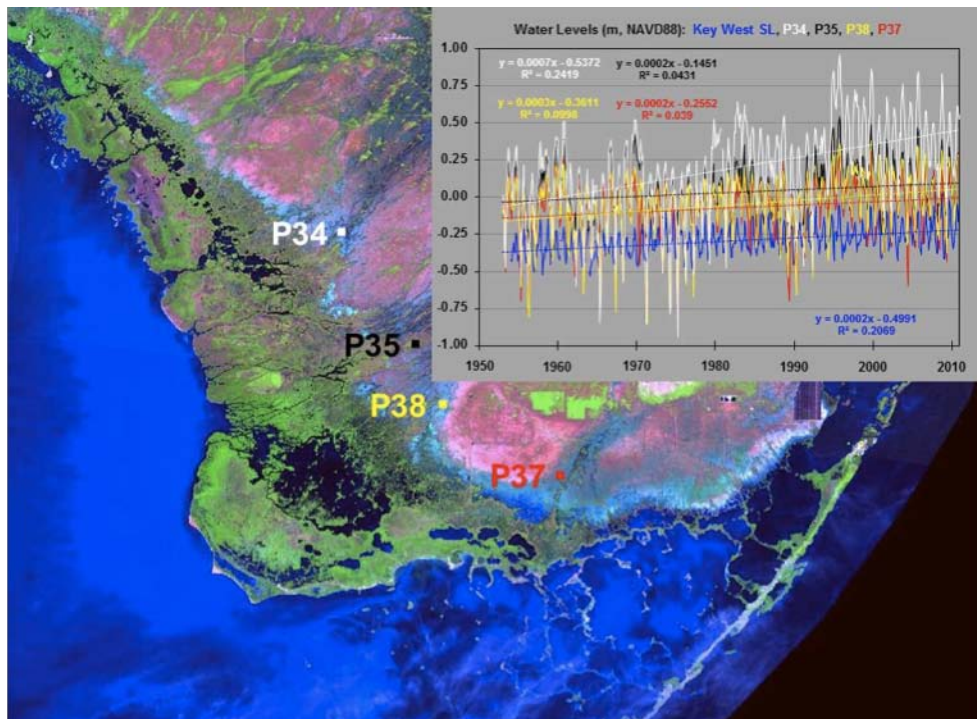 Water Levels (m, NAVD88): Key West SL, P34, P35, P38, P37
1.00
0.75
0.50
0.25
0.00
-0.25
-0.50
-0.75
-1.00
y = 0.0007x - 0.5372
R² = 0.2419
y = 0.0002x - 0.1451
R² = 0.0431
y = 0.0003x - 0.3611
R² = 0.0998
y = 0.0002x - 0.2552
R² = 0.039
y = 0.0002x - 0.4991
R² = 0.2069
1950 1960 1970 1980 1990 2000 2010
P34
P35
P38
P37